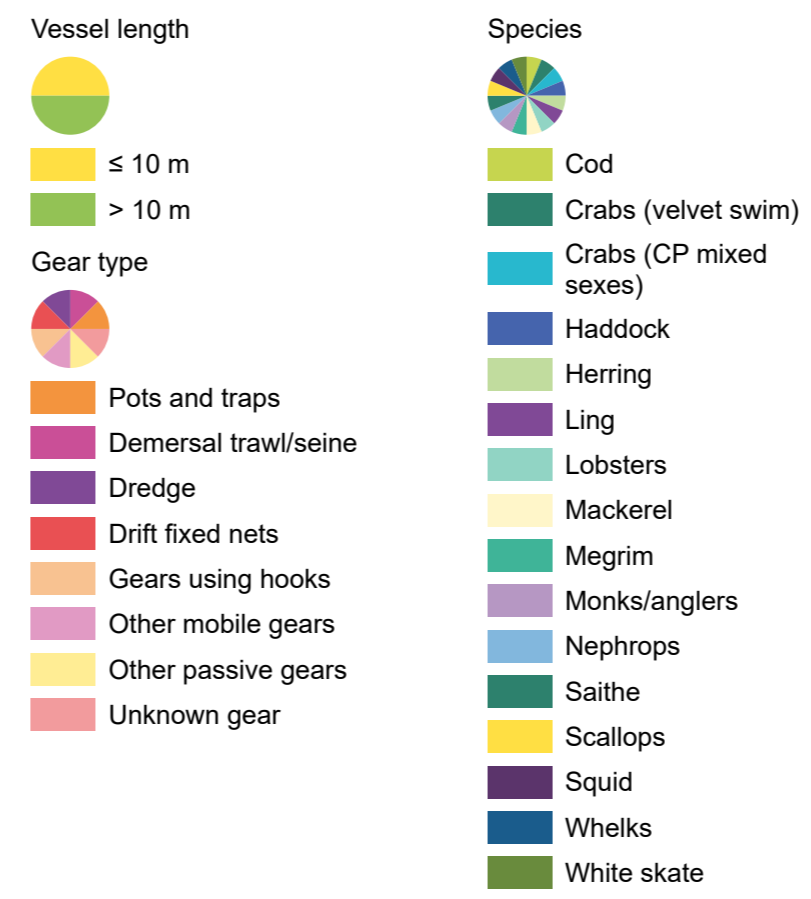 Vessel length
≤ 10 m
> 10 m
Gear type
Pots and traps
Demersal trawl/seine
Dredge
Drift fixed nets
Gears using hooks
Other mobile gears
Other passive gears
Unknown gear
Species
Cod
Crabs (velvet swim)
Crabs (CP mixed
sexes)
Haddock
Herring
Ling
Lobsters
Mackerel
Megrim
Monks/anglers
Nephrops
Saithe
Scallops
Squid
Whelks
White skate